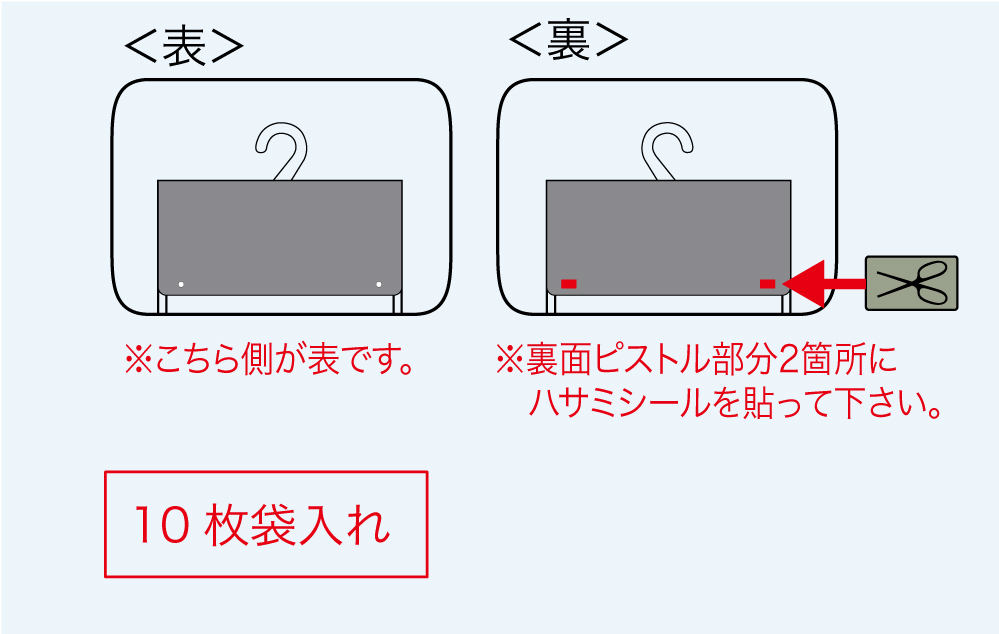 ＜表＞
＜裏＞
※こちら側が表です。
※裏面ピストル部分2箇所に
ハサミシールを貼って下さい。
10 枚袋入れ